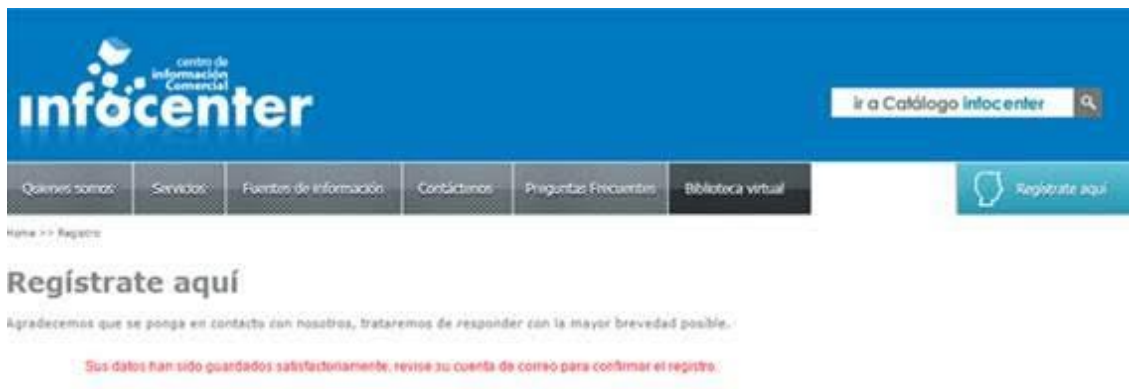 centro de
información
Comercial
infocenter
ir a Catálogo infocenter
Quienes somos Servicios Fuentes de información Contáctenos Preguntas Frecuentes Biblioteca virtual Regístrate aquí
Home >> Registro
Regístrate aquí
Agradecemos que se ponga en contacto con nosotros, trataremos de responder con la mayor brevedad posible.
Sus datos han sido guardados satisfactoriamente, revise su cuenta de correo para confirmar el registro.